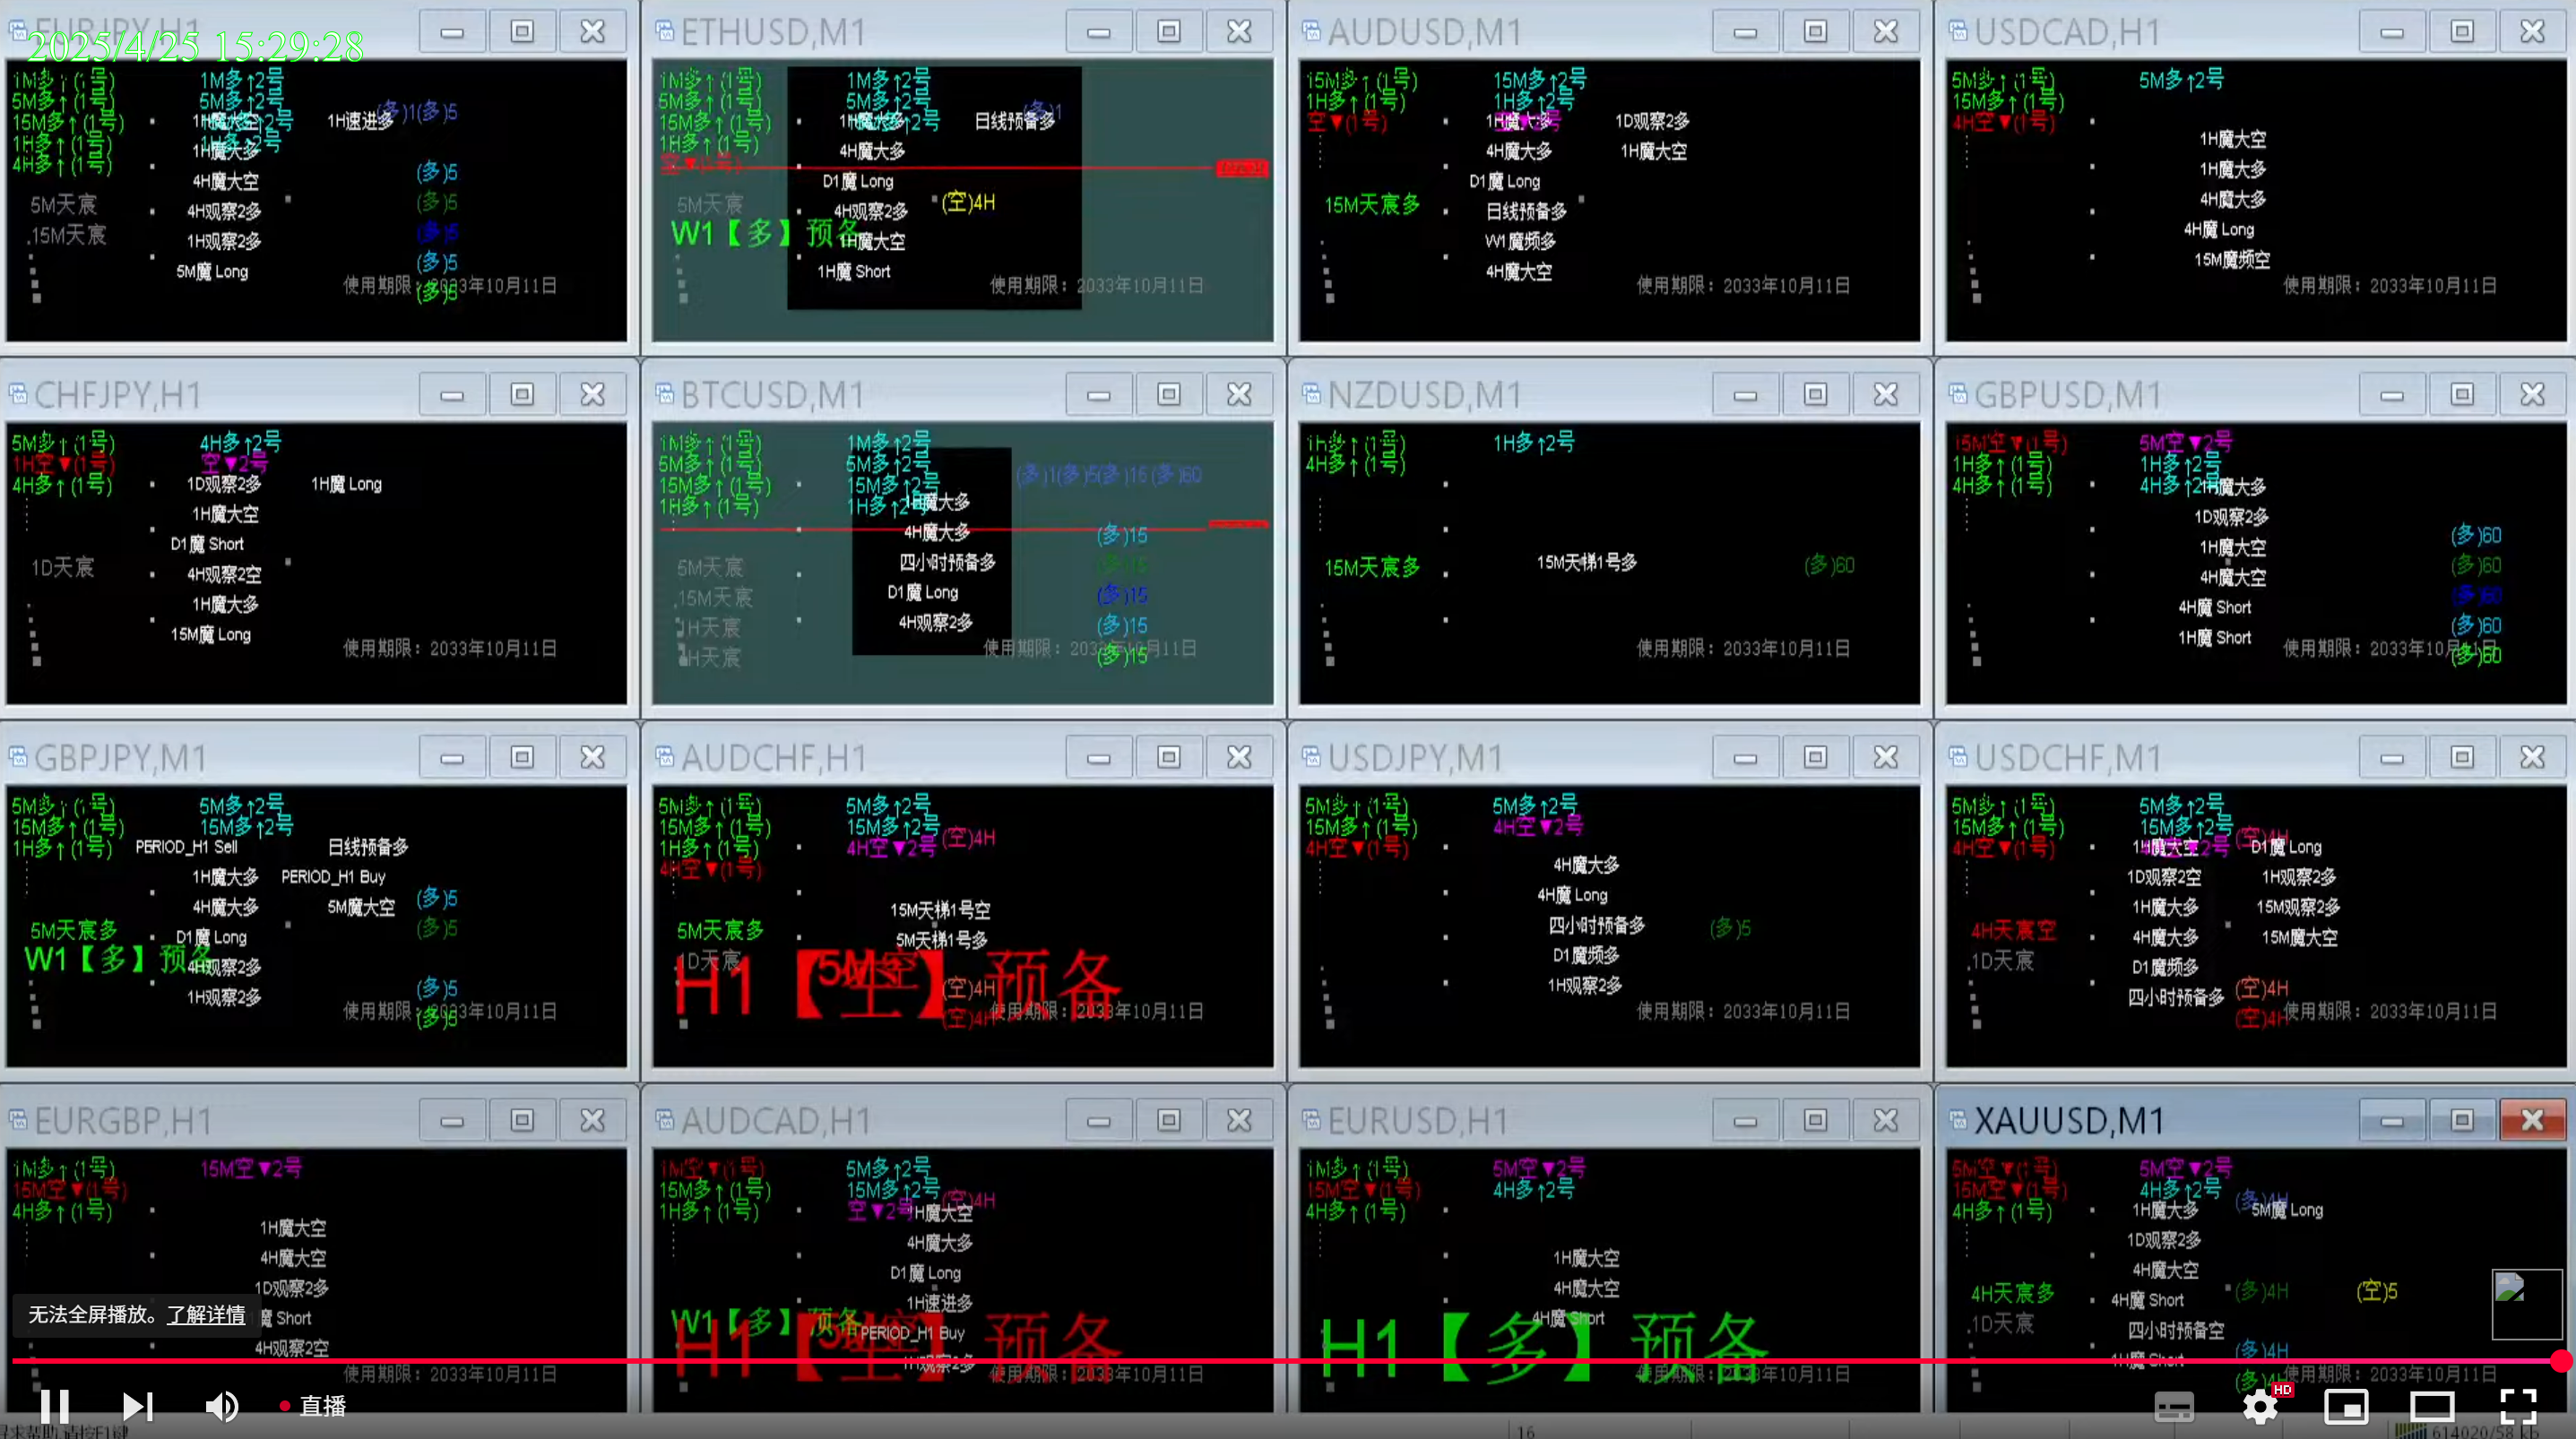 EURJPY,H1
2025/4/25 15:29:28
1M多↑(1号) 1M多↑2号
5M多↑(1号) 5M多↑2号 (多)1(多)5
15M多↑(1号) 1H魔大空 1H速进多
1H多↑(1号) 1H魔大多
4H多↑(1号) (多)5
4H魔大空
5M天宸 4H观察2多 (多)5
15M天宸 1H观察2多 (多)5
(多)5
5M魔 Long
使用期限：2033年10月11日
(多)5
ETHUSD,M1
1M多↑(1号) 1M多↑2号
5M多↑(1号) 5M多↑2号
15M多↑(1号) 1H魔大多 日线预备多
1H多↑(1号) 4H魔大多
空▼(1号)
D1魔 Long
5M天宸 4H观察2多 (空)4H
W1【多】预备 1H魔大空
1H魔 Short
使用期限：2033年10月11日
AUDUSD,M1
15M多↑(1号) 15M多↑2号
1H多↑(1号) 1H多↑2号
空▼(1号) 1H魔大多 1D观察2多
4H魔大多 1H魔大空
D1魔 Long
15M天宸多 日线预备多
W1魔频多
4H魔大空
使用期限：2033年10月11日
USDCAD,H1
5M多↑(1号) 5M多↑2号
15M多↑(1号)
4H空▼(1号)
1H魔大空
1H魔大多
4H魔大多
4H魔 Long
15M魔频空
使用期限：2033年10月11日
CHFJPY,H1
5M多↑(1号) 4H多↑2号
1H空▼(1号) 空▼2号
4H多↑(1号) 1D观察2多 1H魔 Long
1H魔大空
D1魔 Short
1D天宸 4H观察2空
1H魔大多
15M魔 Long
使用期限：2033年10月11日
BTCUSD,M1
1M多↑(1号) 1M多↑2号
5M多↑(1号) 5M多↑2号 (多)1(多)5(多)15(多)60
15M多↑(1号) 15M多↑2号
1H多↑(1号) 1H多↑2号 1H魔大多
4H魔大多 (多)15
5M天宸 四小时预备多 (多)15
15M天宸 D1魔 Long (多)15
H天宸 4H观察2多 (多)15
H天宸 使用期限：2033年10月11日
(多)15
NZDUSD,M1
1H多↑(1号) 1H多↑2号
4H多↑(1号)
15M天宸多 15M天梯1号多 (多)60
使用期限：2033年10月11日
GBPUSD,M1
15M空▼(1号) 5M空▼2号
1H多↑(1号) 1H多↑2号
4H多↑(1号) 4H多↑2号 1H魔大多
1D观察2多
1H魔大空 (多)60
4H魔大空 (多)60
4H魔 Short (多)60
1H魔 Short (多)60
使用期限：2033年10月11日
(多)60
GBPJPY,M1
5M多↑(1号) 5M多↑2号
15M多↑(1号) 15M多↑2号
1H多↑(1号) PERIOD_H1 Sell 日线预备多
1H魔大多 PERIOD_H1 Buy
4H魔大多 5M魔大空 (多)5
5M天宸多 D1魔 Long (多)5
W1【多】预备 4H观察2多
1H观察2多 (多)5
使用期限：2033年10月11日
(多)5
AUDCHF,H1
5M多↑(1号) 5M多↑2号
15M多↑(1号) 15M多↑2号
1H多↑(1号) 4H空▼2号 (空)4H
4H空▼(1号)
15M天梯1号空
5M天宸多 5M天梯1号多
1D天宸
H1【空】预备
(空)4H
(空)4H
使用期限：2033年10月11日
USDJPY,M1
5M多↑(1号) 5M多↑2号
15M多↑(1号) 4H空▼2号
4H空▼(1号) 4H魔大多
4H魔 Long
四小时预备多 (多)5
D1魔频多
1H观察2多
使用期限：2033年10月11日
USDCHF,M1
5M多↑(1号) 5M多↑2号
15M多↑(1号) 15M多↑2号 (空)4H
4H空▼(1号) 1H魔大空 D1魔 Long
1D观察2空 1H观察2多
1H魔大多 15M观察2多
4H天宸空 4H魔大多 15M魔大空
1D天宸 D1魔频多
四小时预备多 (空)4H
(空)4H 使用期限：2033年10月11日
EURGBP,H1
1M多↑(1号) 15M空▼2号
15M空▼(1号)
4H多↑(1号) 1H魔大空
4H魔大空
1D观察2多
无法全屏播放。了解详情
魔 Short
4H观察2空
使用期限：2033年10月11日
AUDCAD,H1
1M空▼(1号) 5M多↑2号
15M多↑(1号) 15M多↑2号 (空)4H
1H多↑(1号) 空▼2号 1H魔大空
4H魔大多
D1魔 Long
1H速进多
W1【多】预备 PERIOD_H1 Buy
H1【空】预备
1H观察2多
使用期限：2033年10月11日
EURUSD,H1
1M多↑(1号) 5M空▼2号
15M空▼(1号) 4H多↑2号
4H多↑(1号)
1H魔大空
4H魔大空
4H魔 Short
H1【多】预备
使用期限：2033年10月11日
XAUUSD,M1
5M空▼(1号) 5M空▼2号
15M空▼(1号) 4H多↑2号 (多)4H
4H多↑(1号) 1H魔大多 5M魔 Long
1D观察2多
4H魔大空
4H天宸多 4H魔 Short (多)4H (空)5
1D天宸 四小时预备空
1H魔 Short (多)4H
使用期限：2033年10月11日
直播
HD
16
614020/58 kb